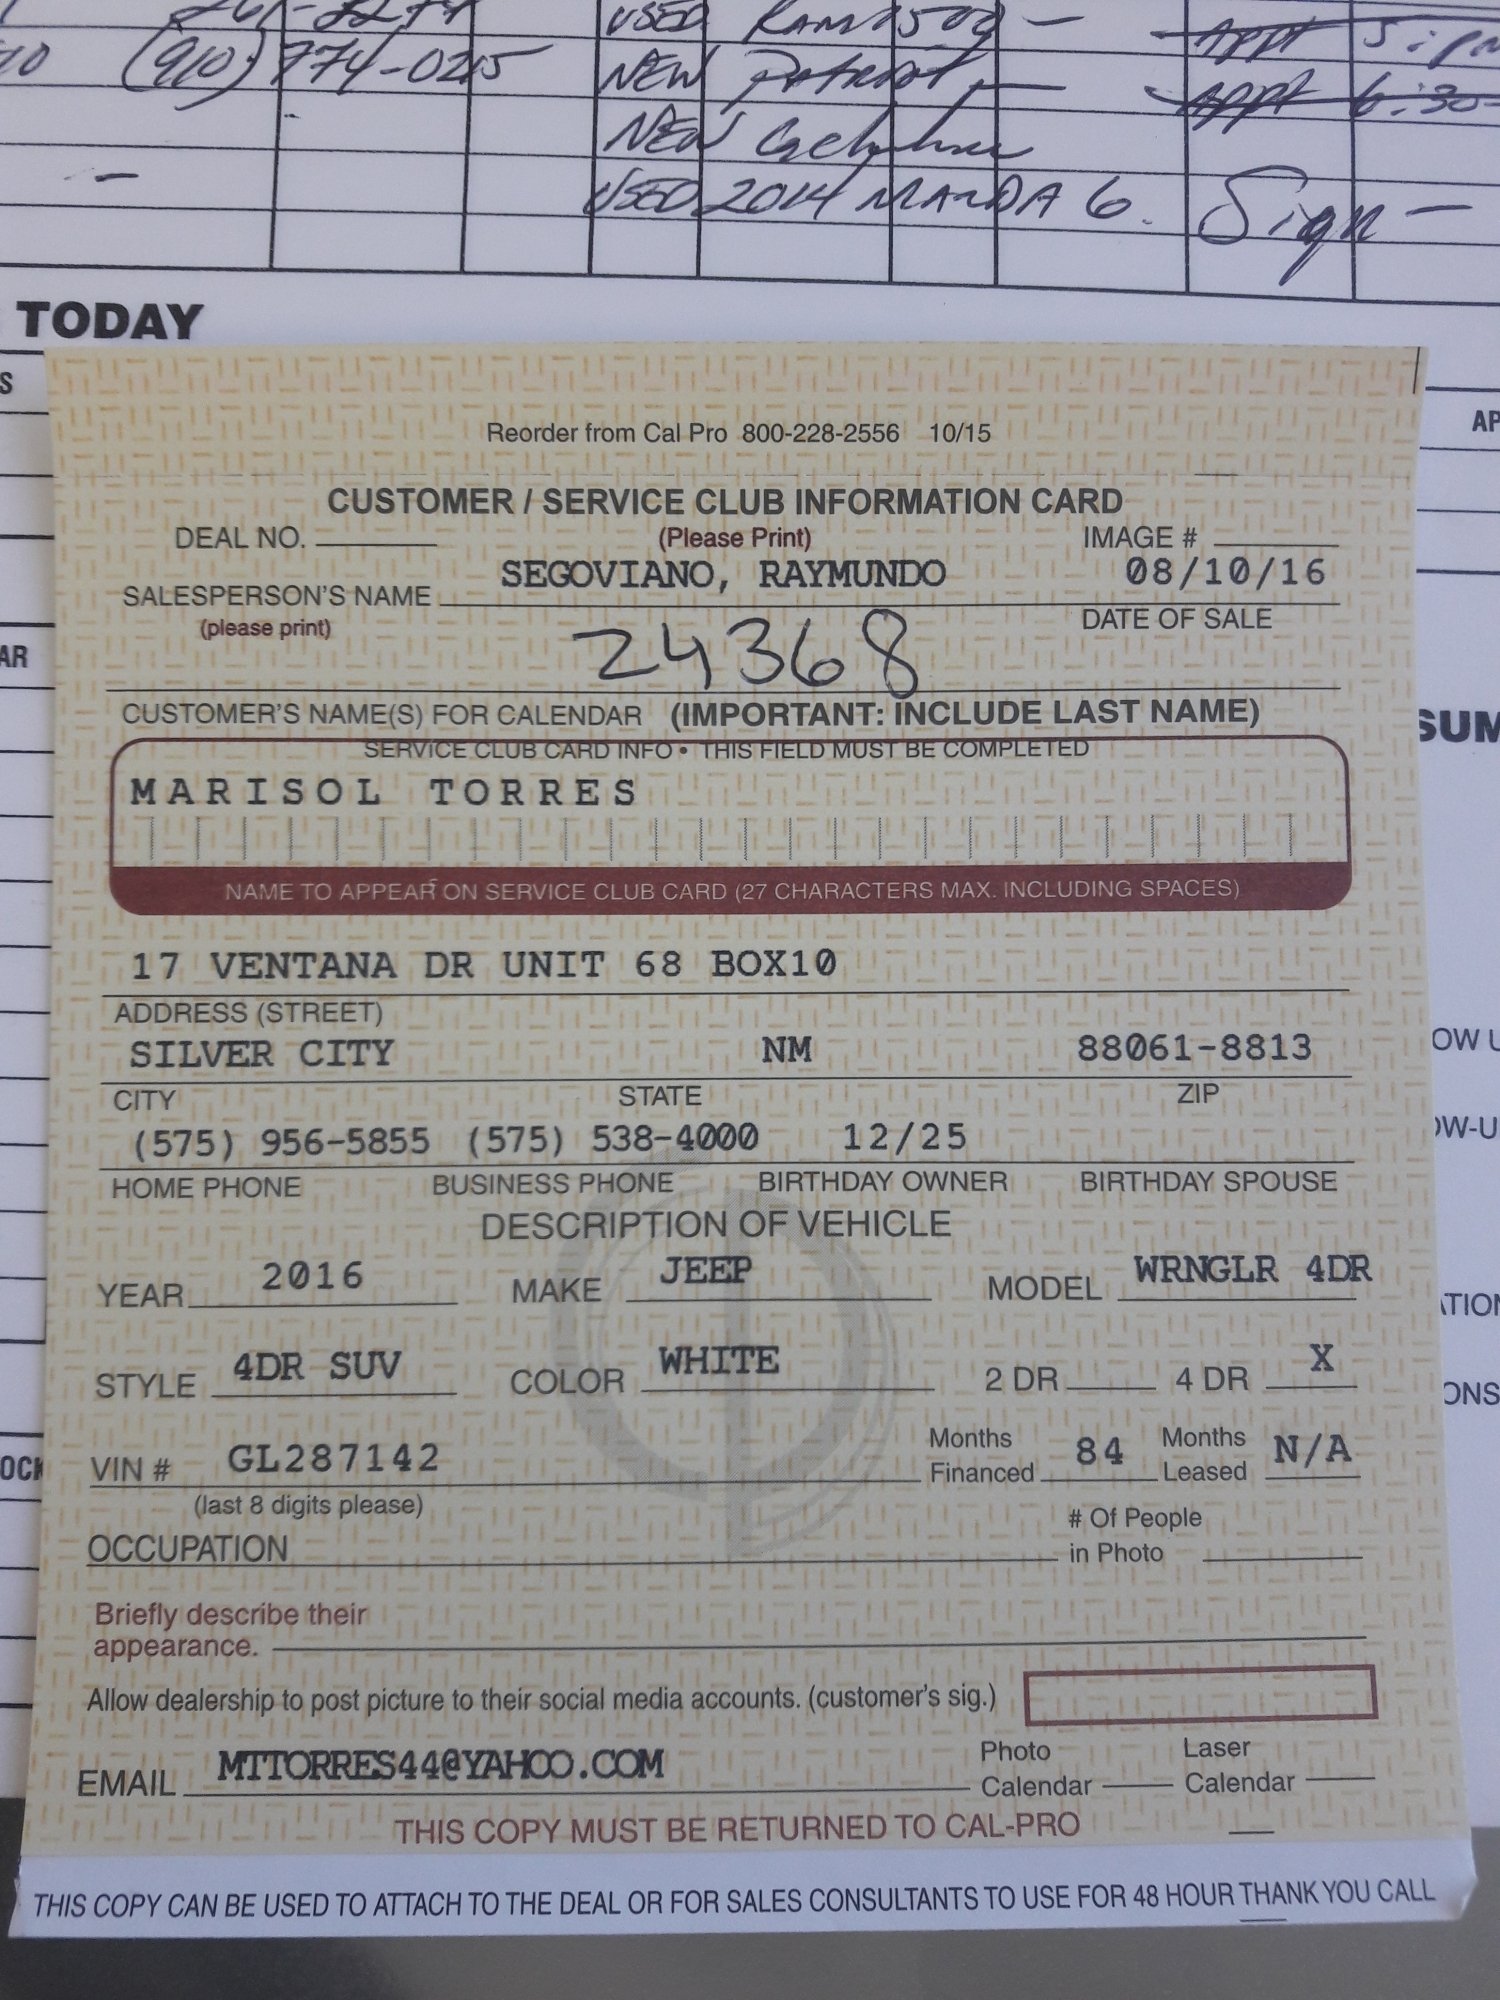 (910) 774-0215 NEW Patriot — APPT 6:30
NEW
USED 2014 MAZDA 6. Sign —
TODAY
Reorder from Cal Pro 800-228-2556 10/15
CUSTOMER / SERVICE CLUB INFORMATION CARD
DEAL NO. (Please Print) IMAGE #
SEGOVIANO, RAYMUNDO 08/10/16
SALESPERSON'S NAME DATE OF SALE
(please print)
24368
CUSTOMER'S NAME(S) FOR CALENDAR (IMPORTANT: INCLUDE LAST NAME)
SERVICE CLUB CARD INFO • THIS FIELD MUST BE COMPLETED
MARISOL TORRES
NAME TO APPEAR ON SERVICE CLUB CARD (27 CHARACTERS MAX. INCLUDING SPACES)
17 VENTANA DR UNIT 68 BOX10
ADDRESS (STREET)
SILVER CITY NM 88061-8813
CITY STATE ZIP
(575) 956-5855 (575) 538-4000 12/25
HOME PHONE BUSINESS PHONE BIRTHDAY OWNER BIRTHDAY SPOUSE
DESCRIPTION OF VEHICLE
YEAR 2016 MAKE JEEP MODEL WRNGLR 4DR
STYLE 4DR SUV COLOR WHITE 2 DR 4 DR X
VIN # GL287142 Months Financed 84 Months Leased N/A
(last 8 digits please)
OCCUPATION # Of People in Photo
Briefly describe their
appearance.
Allow dealership to post picture to their social media accounts. (customer's sig.)
EMAIL MTTORRES44@YAHOO.COM Photo Calendar Laser Calendar
THIS COPY MUST BE RETURNED TO CAL-PRO
THIS COPY CAN BE USED TO ATTACH TO THE DEAL OR FOR SALES CONSULTANTS TO USE FOR 48 HOUR THANK YOU CALL